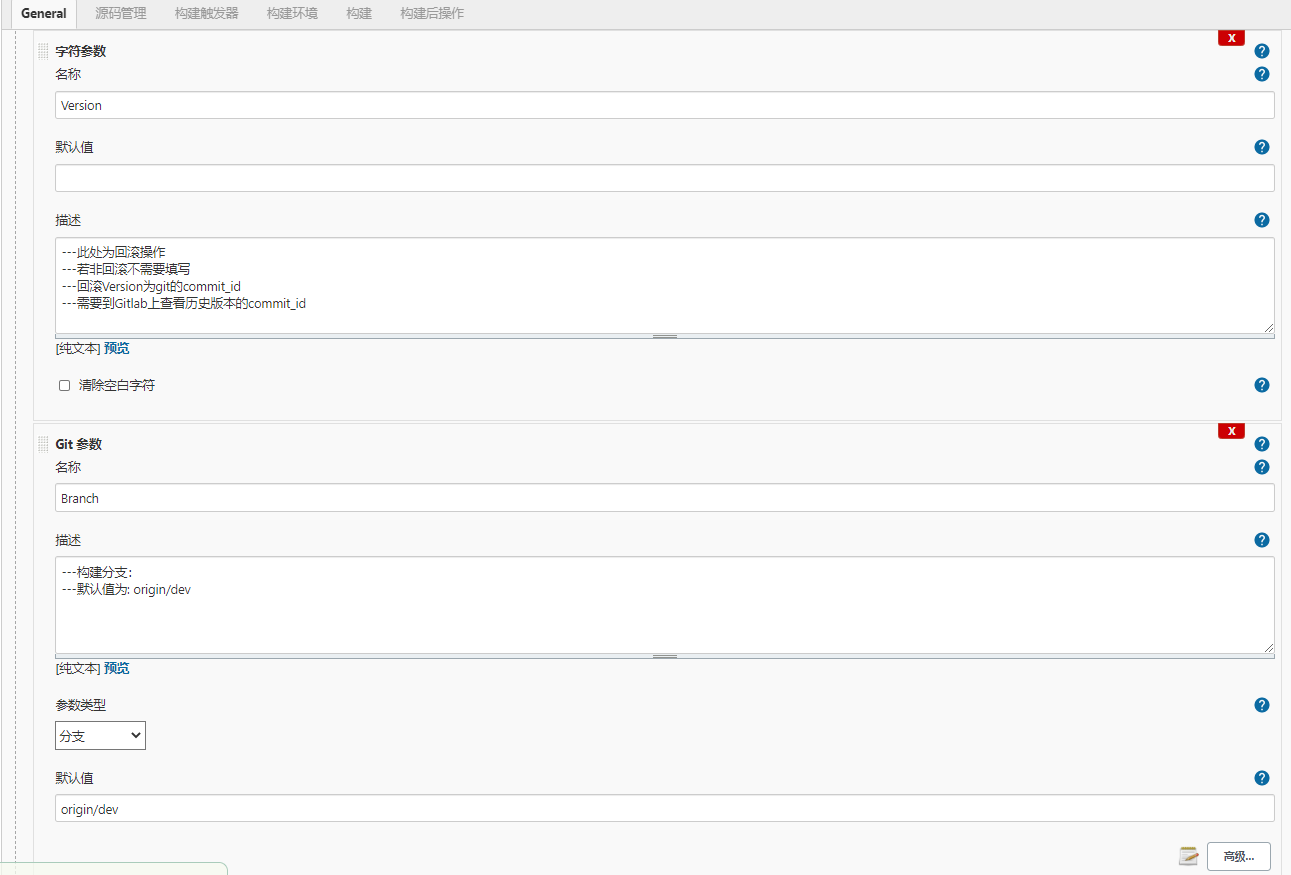 General 源码管理 构建触发器 构建环境 构建 构建后操作
X
字符参数 ?
名称 ?
Version
默认值 ?
描述 ?
---此处为回滚操作
---若非回滚不需要填写
---回滚Version为git的commit_id
---需要到Gitlab上查看历史版本的commit_id
[纯文本] 预览
清除空白字符 ?
X
Git 参数 ?
名称 ?
Branch
描述 ?
---构建分支：
---默认值为: origin/dev
[纯文本] 预览
参数类型 ?
分支
默认值 ?
origin/dev
高级...